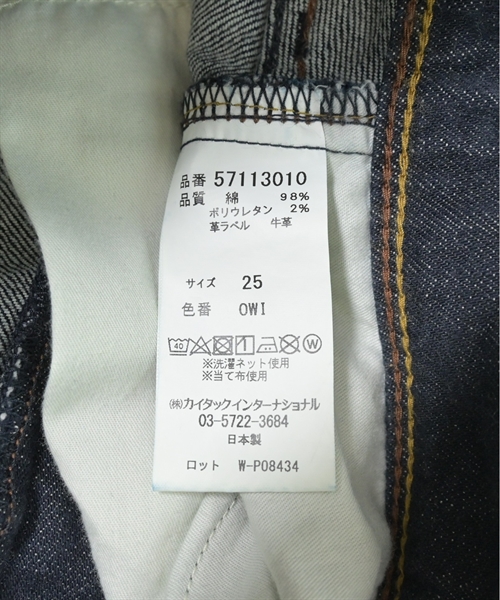 品番 57113010
品質 綿 98%
ポリウレタン 2%
革ラベル 牛革
サイズ 25
色番 OWI
40 W
※洗濯ネット使用
※当て布使用
㈱カイタックインターナショナル
03-5722-3684
日本製
ロット W-P08434